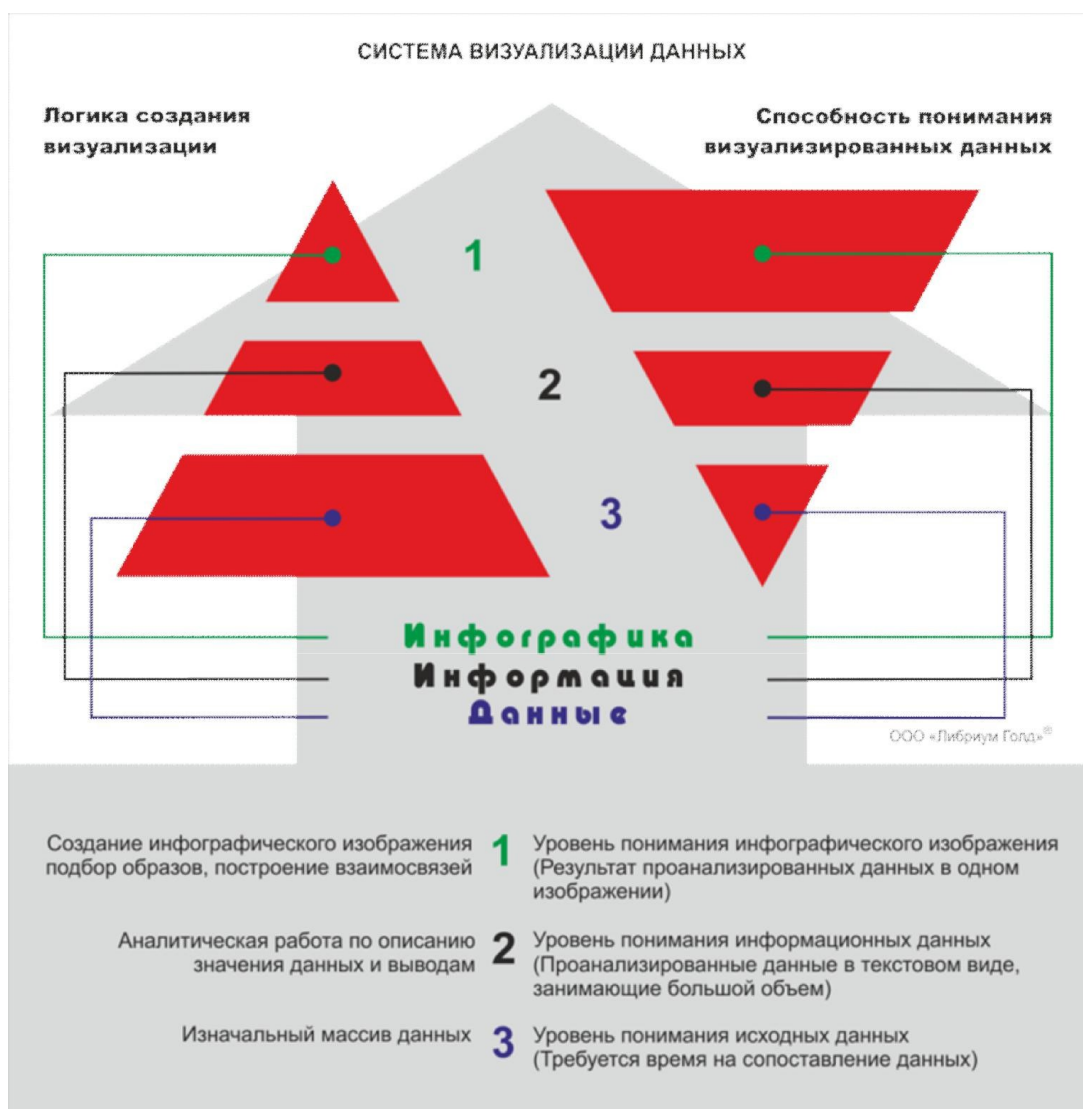 СИСТЕМА ВИЗУАЛИЗАЦИИ ДАННЫХ
Логика создания
визуализации
Способность понимания
визуализированных данных
1
2
3
Инфографика
Информация
Данные
ООО «Либриум Голд»®
Создание инфографического изображения
подбор образов, построение взаимосвязей
1
Уровень понимания инфографического изображения
(Результат проанализированных данных в одном
изображении)
Аналитическая работа по описанию
значения данных и выводам
2
Уровень понимания информационных данных
(Проанализированные данные в текстовом виде,
занимающие большой объем)
Изначальный массив данных
3
Уровень понимания исходных данных
(Требуется время на сопоставление данных)